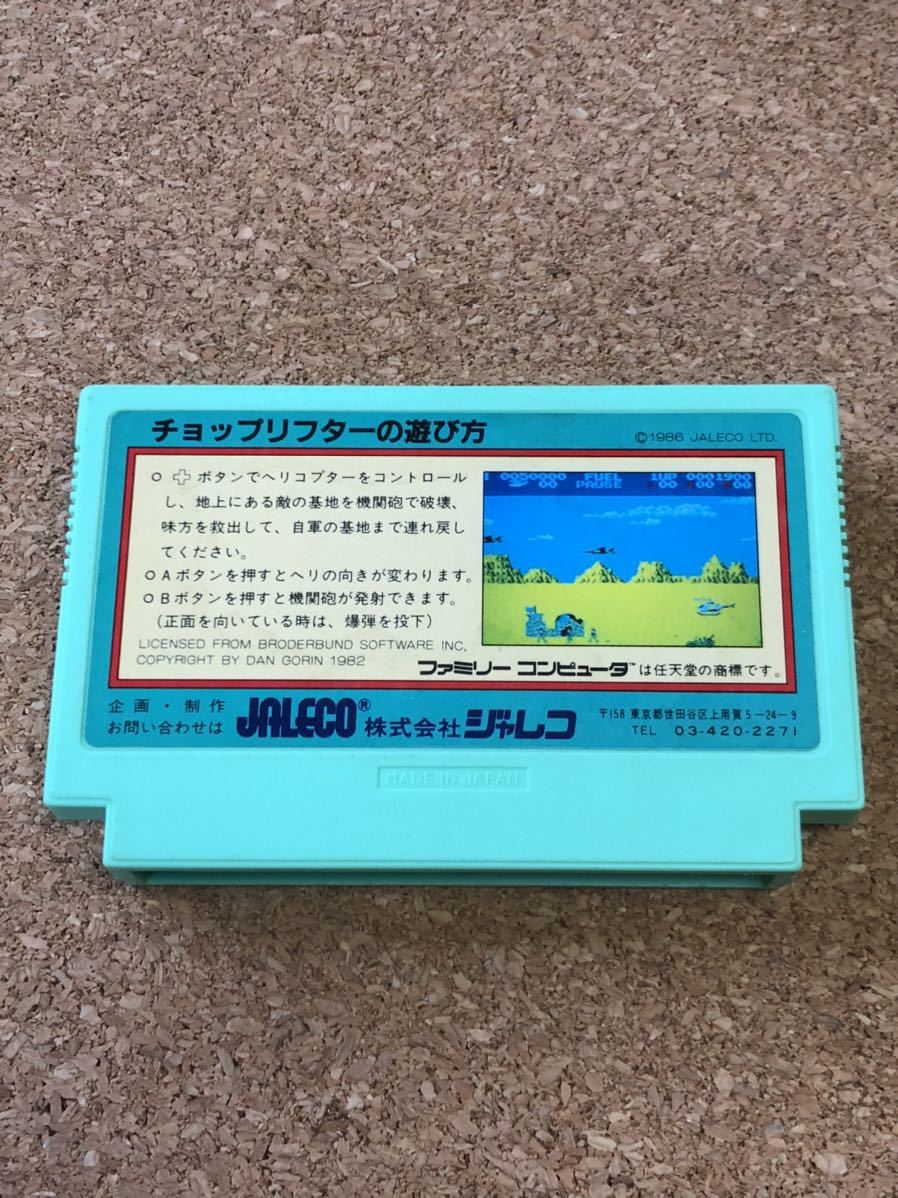 チョップリフターの遊び方
©1986 JALECO LTD.
○ ✚ ボタンでヘリコプターをコントロール
し、地上にある敵の基地を機関砲で破壊、
味方を救出して、自軍の基地まで連れ戻し
てください。
○ Aボタンを押すとヘリの向きが変わります。
○ Bボタンを押すと機関砲が発射できます。
(正面を向いている時は、爆弾を投下)
LICENSED FROM BRODERBUND SOFTWARE INC,
COPYRIGHT BY DAN GORIN 1982
I 0050000 FUEL 1UP 0001900
00 PAUSE 00 00 00
ファミリーコンピュータ™は任天堂の商標です。
企画・制作
お問い合わせは
JALECO® 株式会社 ジャレコ
〒158 東京都世田谷区上用賀5-24-9
TEL 03-420-2271
MADE IN JAPAN